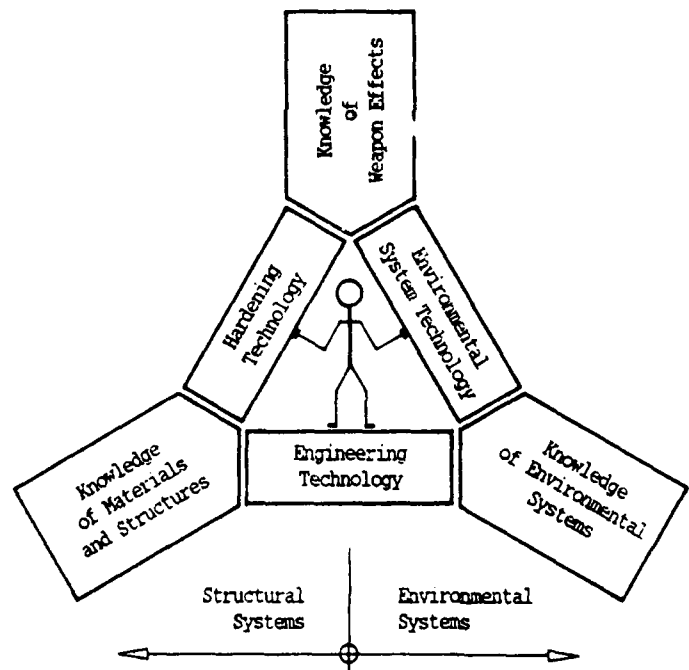 Knowledge
of
Weapon Effects
Hardening
Technology
Environmental
System Technology
Engineering
Technology
Knowledge
of Materials
and Structures
Knowledge
of Environmental
Systems
Structural
Systems
Environmental
Systems